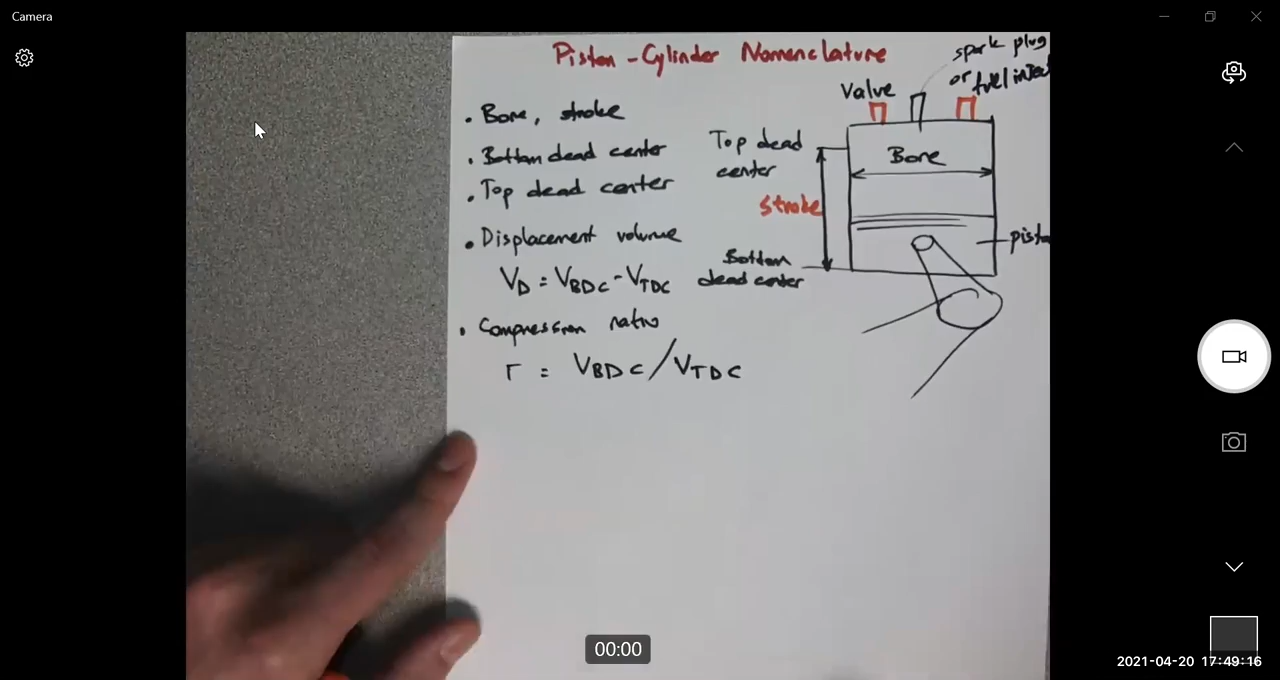 Camera
Piston-Cylinder Nomenclature
spark plug
or fuel inject
Valve
• Bore, stroke
Top dead
center
Bore
• Bottom dead center
• Top dead center
Stroke
• Displacement volume
piston
Bottom
dead center
V_D = V_BDC - V_TDC
• Compression ratio
r = V_BDC / V_TDC
00:00
2021-04-20 17:49:16